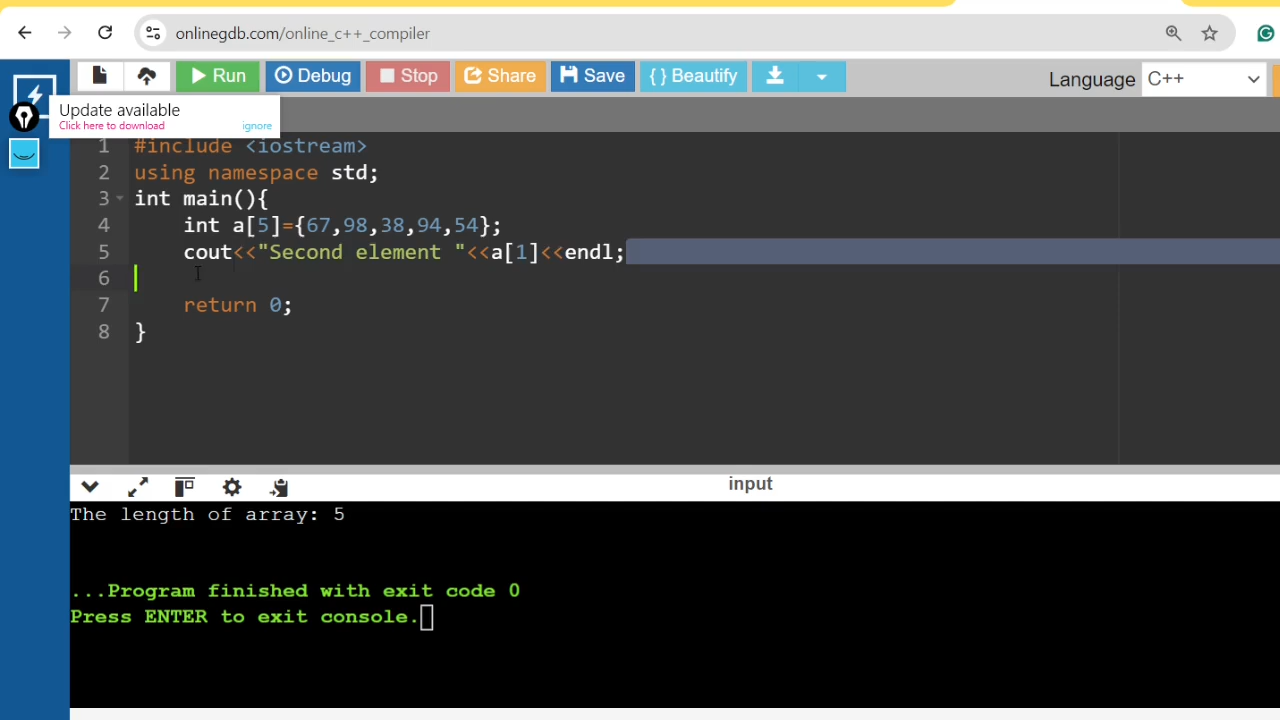 onlinegdb.com/online_c++_compiler
Run Debug Stop Share Save { } Beautify Language C++
Update available
Click here to download ignore
1 #include <iostream>
2 using namespace std;
3 int main(){
4 int a[5]={67,98,38,94,54};
5 cout<<"Second element "<<a[1]<<endl;
6
7 return 0;
8 }
input
The length of array: 5
...Program finished with exit code 0
Press ENTER to exit console.